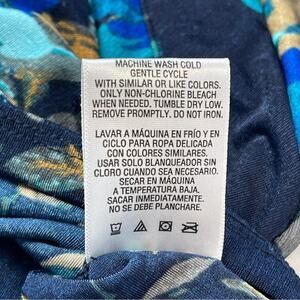 MACHINE WASH COLD
GENTLE CYCLE
WITH SIMILAR OR LIKE COLORS.
ONLY NON-CHLORINE BLEACH
WHEN NEEDED, TUMBLE DRY LOW.
REMOVE PROMPTLY. DO NOT IRON.
LAVAR A MÁQUINA EN FRÍO Y EN
CICLO PARA ROPA DELICADA
CON COLORES SIMILARES.
USAR SOLO BLANQUEADOR SIN
CLORO CUANDO SEA NECESARIO.
SECAR EN MÁQUINA
A TEMPERATURA BAJA.
SACAR INMEDIATAMENTE.
NO SE DEBE PLANCHAR.